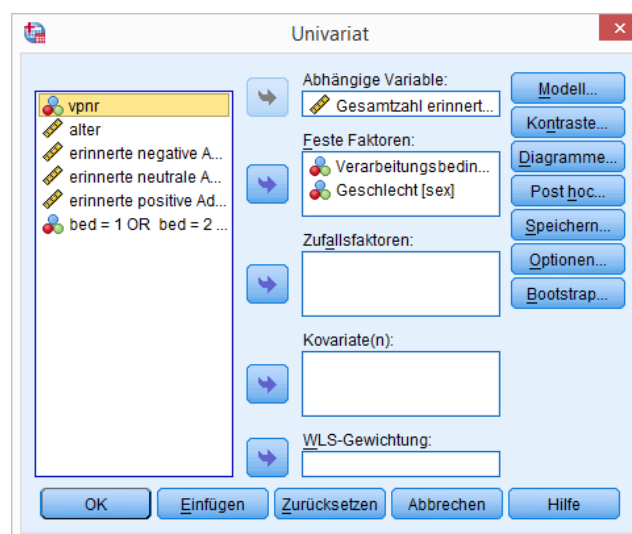 Univariat
vpnr
alter
erinnerte negative A...
erinnerte neutrale A...
erinnerte positive Ad...
bed = 1 OR bed = 2 ...
Abhängige Variable:
Gesamtzahl erinnert...
Feste Faktoren:
Verarbeitungsbedin...
Geschlecht [sex]
Zufallsfaktoren:
Kovariate(n):
WLS-Gewichtung:
Modell...
Kontraste...
Diagramme...
Post hoc...
Speichern...
Optionen...
Bootstrap...
OK
Einfügen
Zurücksetzen
Abbrechen
Hilfe